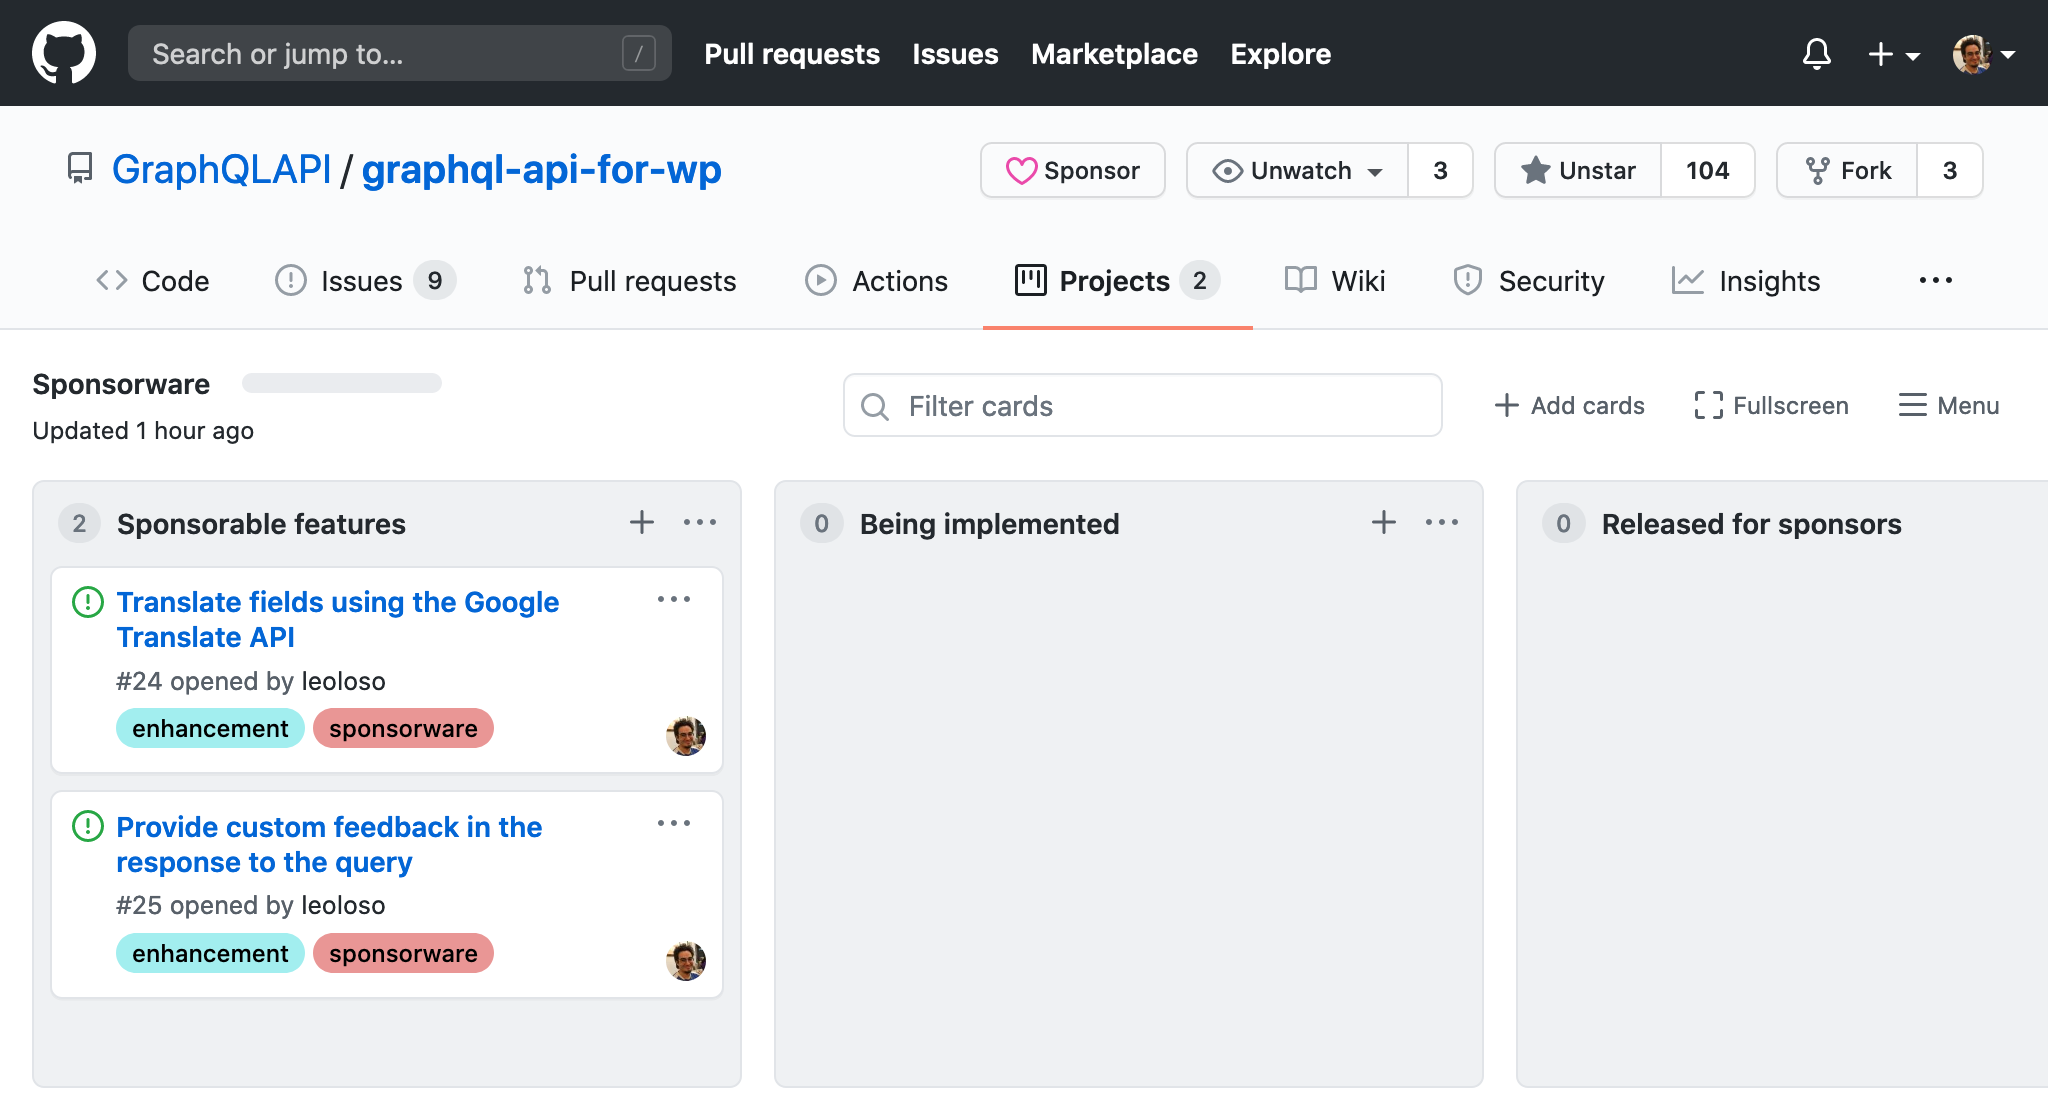 Search or jump to... / Pull requests Issues Marketplace Explore
GraphQLAPI / graphql-api-for-wp Sponsor Unwatch 3 Unstar 104 Fork 3
Code Issues 9 Pull requests Actions Projects 2 Wiki Security Insights ...
Sponsorware Filter cards Add cards Fullscreen Menu
Updated 1 hour ago
2 Sponsorable features
Translate fields using the Google
Translate API
#24 opened by leoloso
enhancement sponsorware
Provide custom feedback in the
response to the query
#25 opened by leoloso
enhancement sponsorware
0 Being implemented
0 Released for sponsors